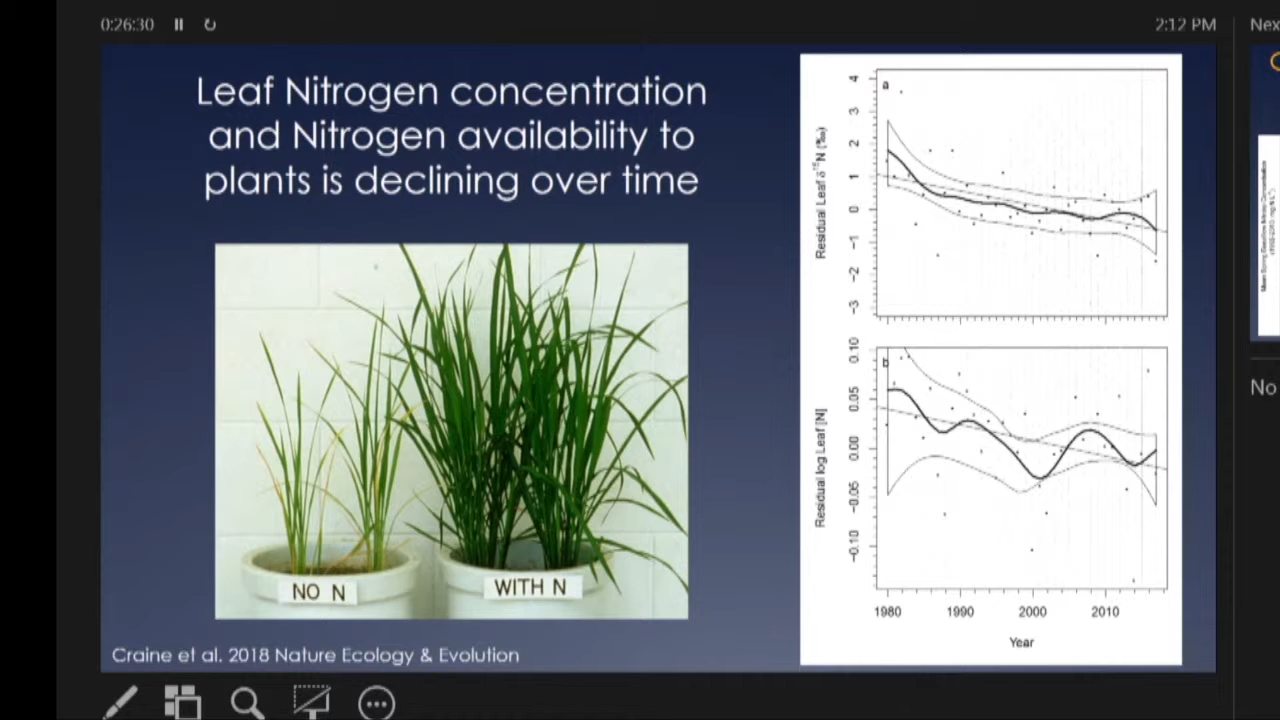 0:26:30
2:12 PM
Nex
Leaf Nitrogen concentration
and Nitrogen availability to
plants is declining over time
NO N
WITH N
Craine et al. 2018 Nature Ecology & Evolution
a
Residual Leaf δ¹⁵N (‰)
4
3
2
1
0
−1
−2
−3
b
Residual log Leaf [N]
0.10
0.05
0.00
−0.05
−0.10
1980
1990
2000
2010
Year
No